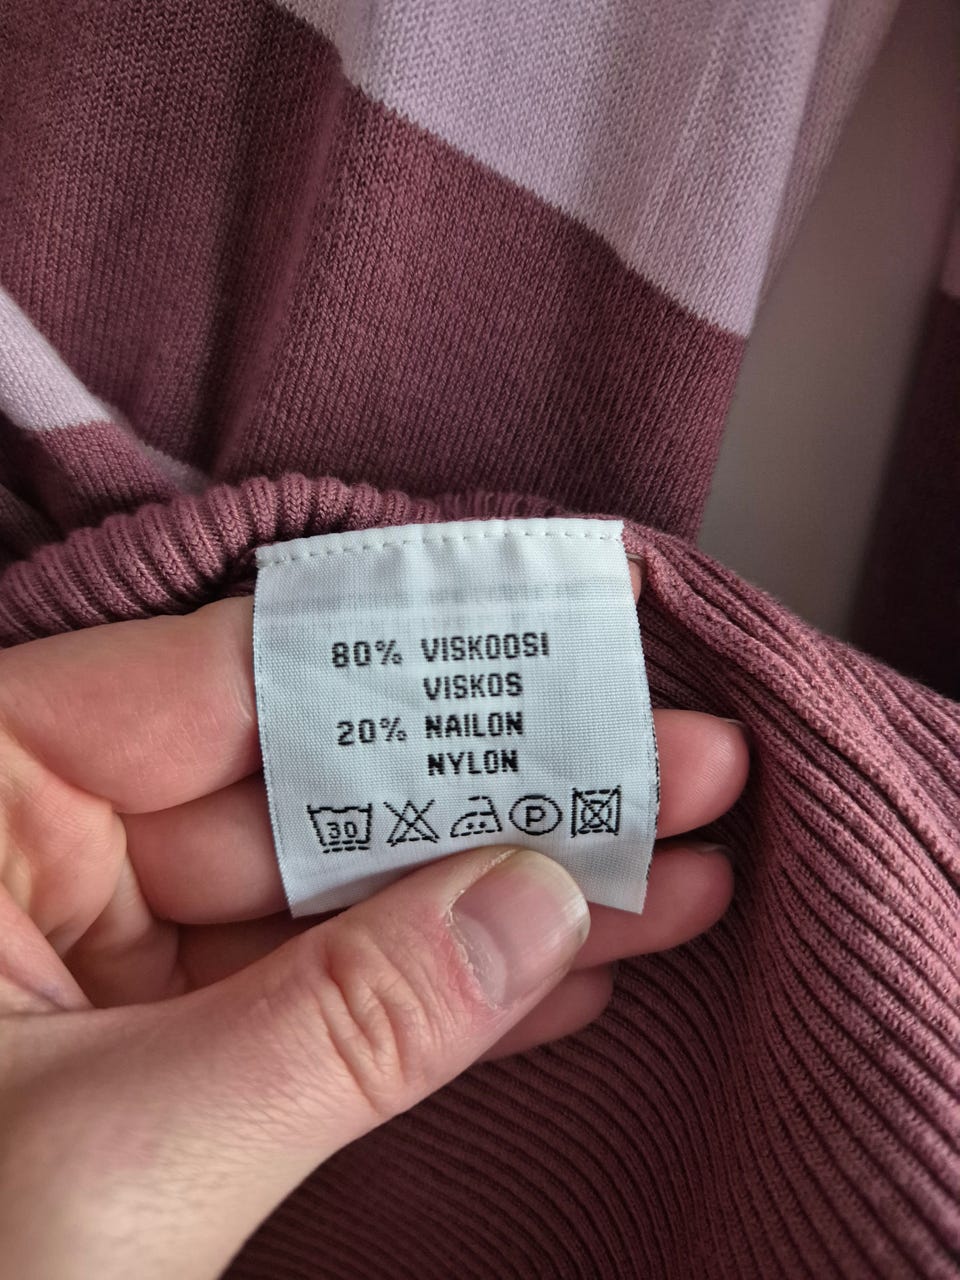 80% VISKOOSI
VISKOS
20% NAILON
NYLON
30 P